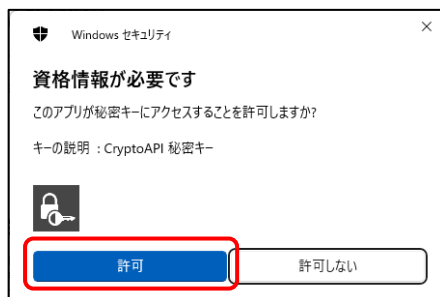 Windows セキュリティ
資格情報が必要です
このアプリが秘密キーにアクセスすることを許可しますか?
キーの説明 : CryptoAPI 秘密キー
許可
許可しない